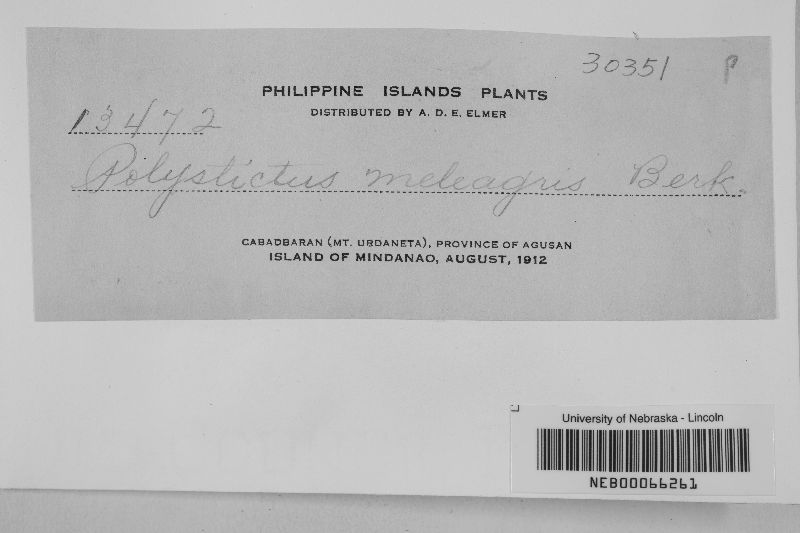 30351 P
PHILIPPINE ISLANDS PLANTS
DISTRIBUTED BY A. D. E. ELMER
13472
Polystictus meleagris Berk.
CABADBARAN (MT. URDANETA), PROVINCE OF AGUSAN
ISLAND OF MINDANAO, AUGUST, 1912
University of Nebraska - Lincoln
NEB00066261